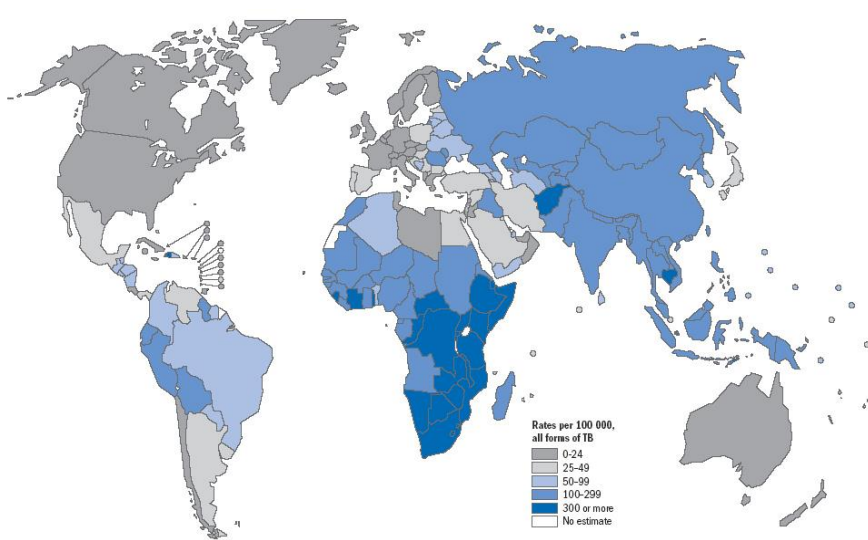 Rates per 100 000,
all forms of TB
0-24
25-49
50-99
100-299
300 or more
No estimate